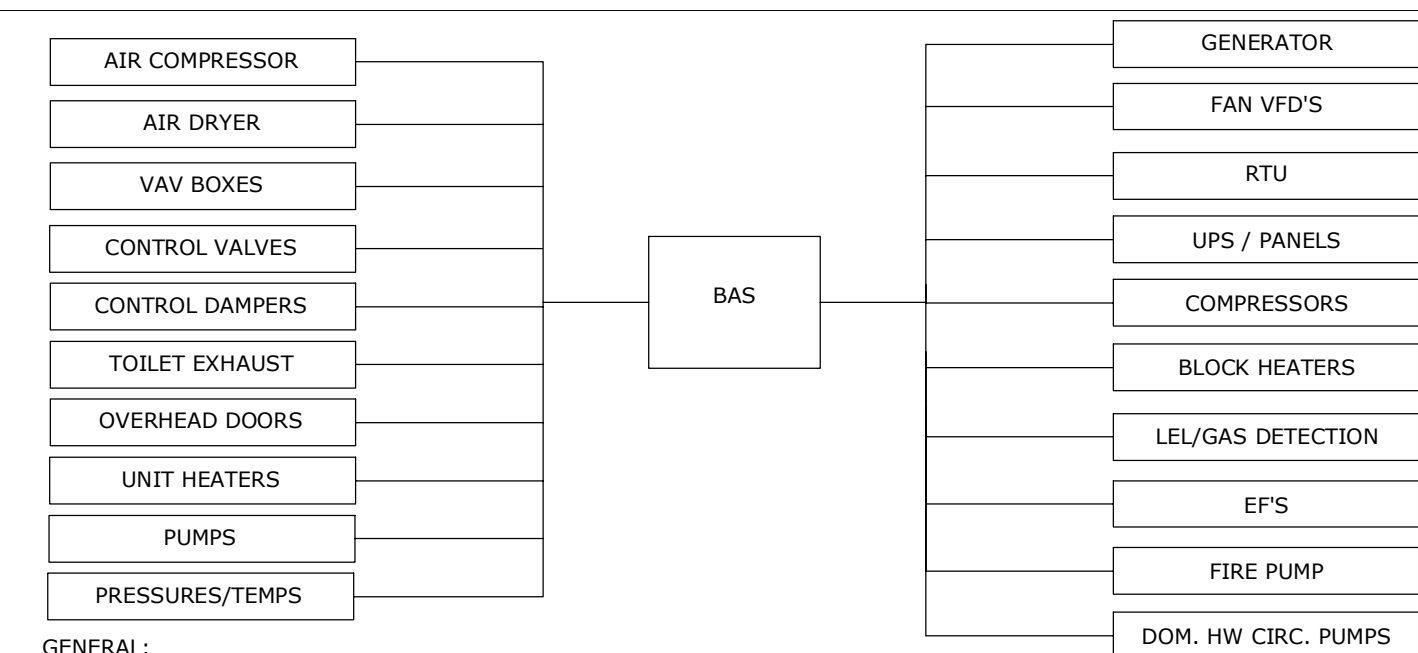 AIR COMPRESSOR
AIR DRYER
VAV BOXES
CONTROL VALVES
CONTROL DAMPERS
TOILET EXHAUST
OVERHEAD DOORS
UNIT HEATERS
PUMPS
PRESSURES/TEMPS
GENERAL:
BAS
GENERATOR
FAN VFD'S
RTU
UPS / PANELS
COMPRESSORS
BLOCK HEATERS
LEL/GAS DETECTION
EF'S
FIRE PUMP
DOM. HW CIRC. PUMPS